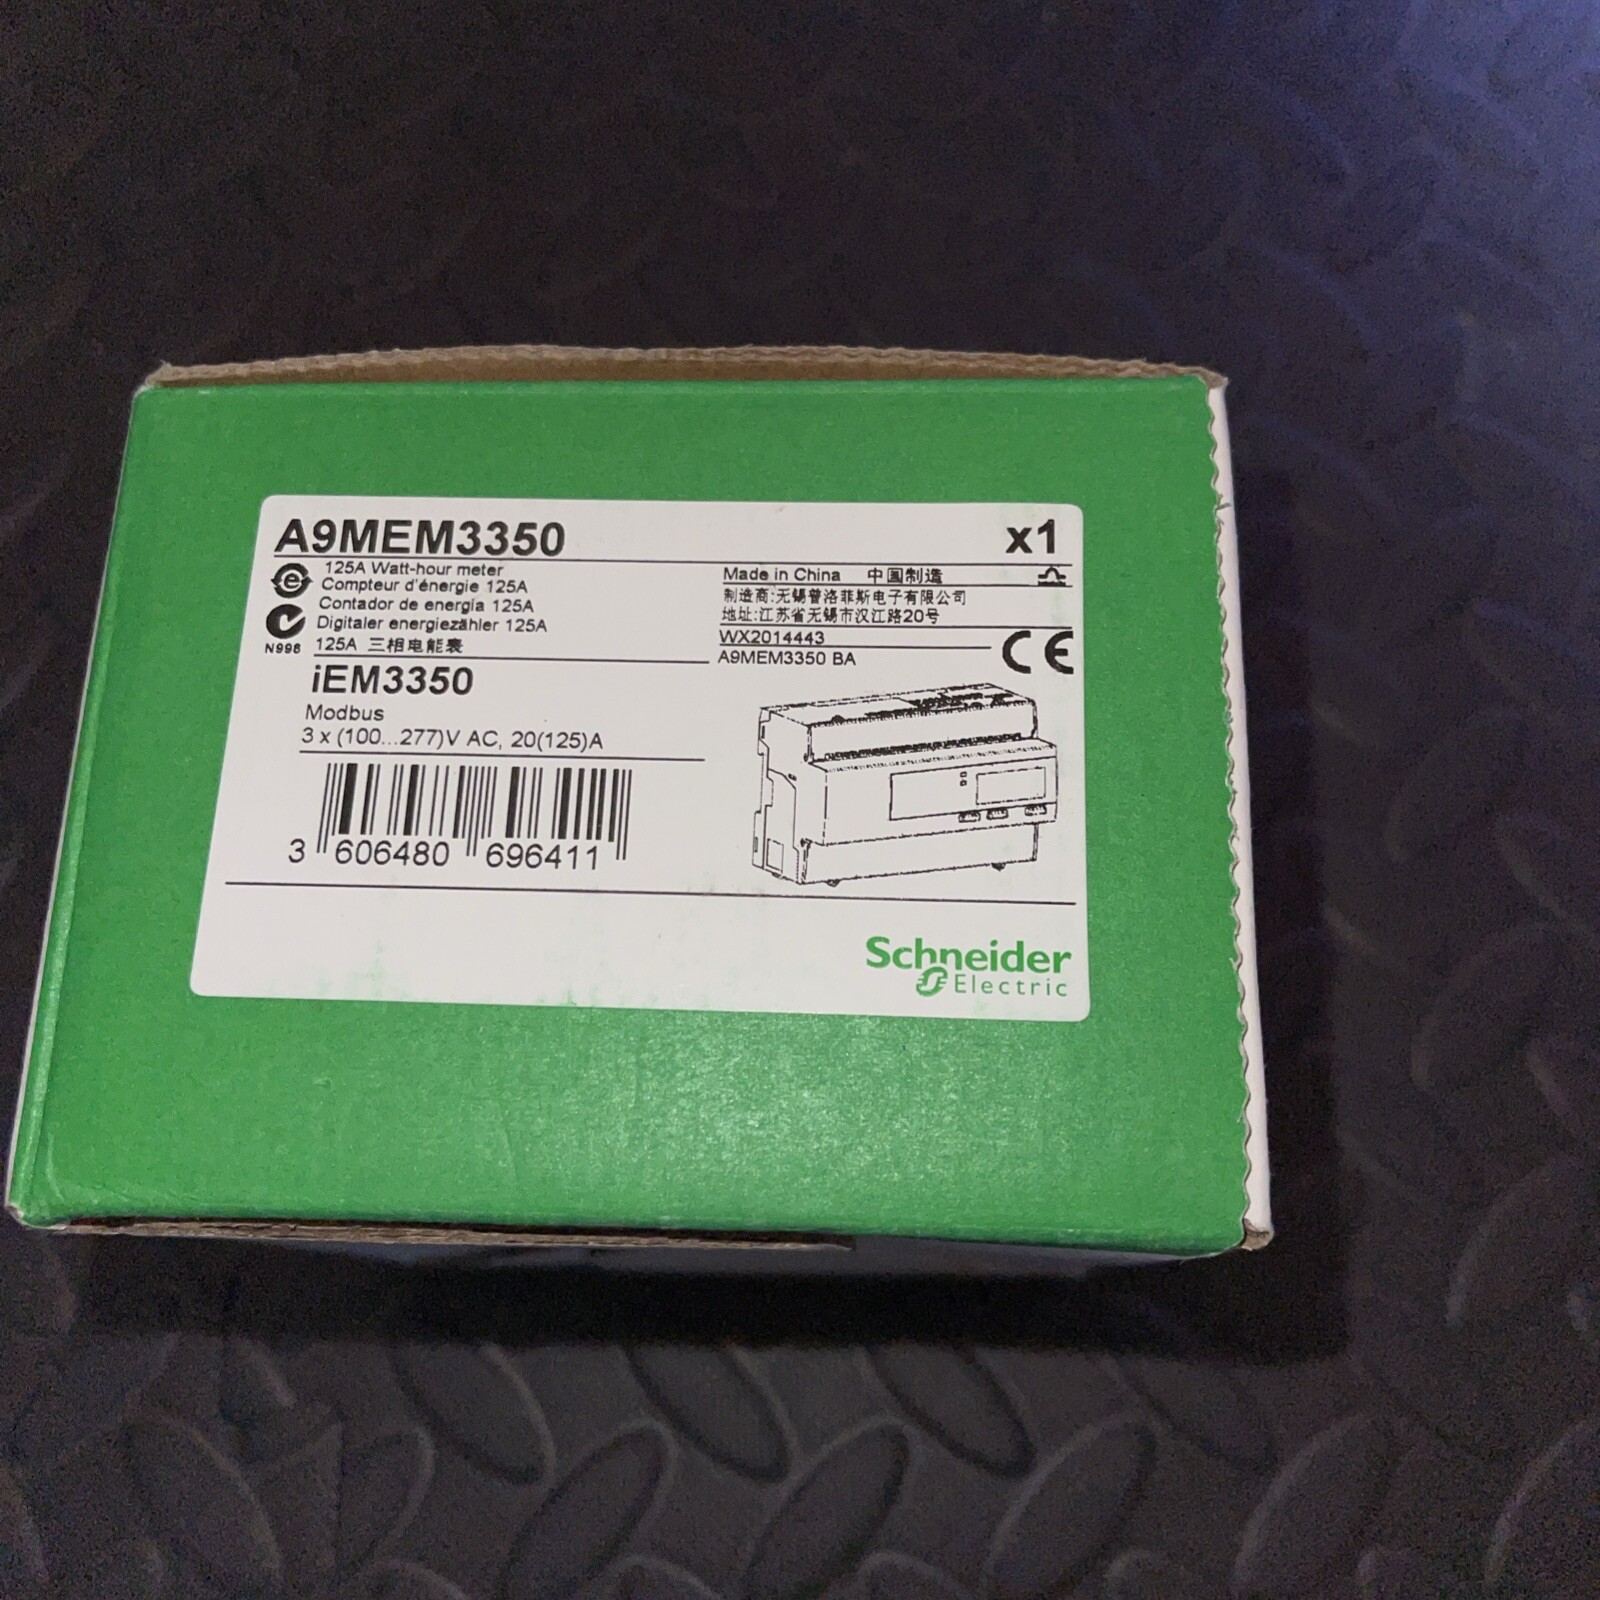 A9MEM3350
x1
125A Watt-hour meter
Compteur d'énergie 125A
Contador de energía 125A
Digitaler energiezähler 125A
N998
125A 三相电能表
Made in China 中国制造
制造商:无锡普洛菲斯电子有限公司
地址:江苏省无锡市汉江路20号
WX2014443
A9MEM3350 BA
CE
iEM3350
Modbus
3 x (100...277)V AC, 20(125)A
3 606480 696411
Schneider
Electric